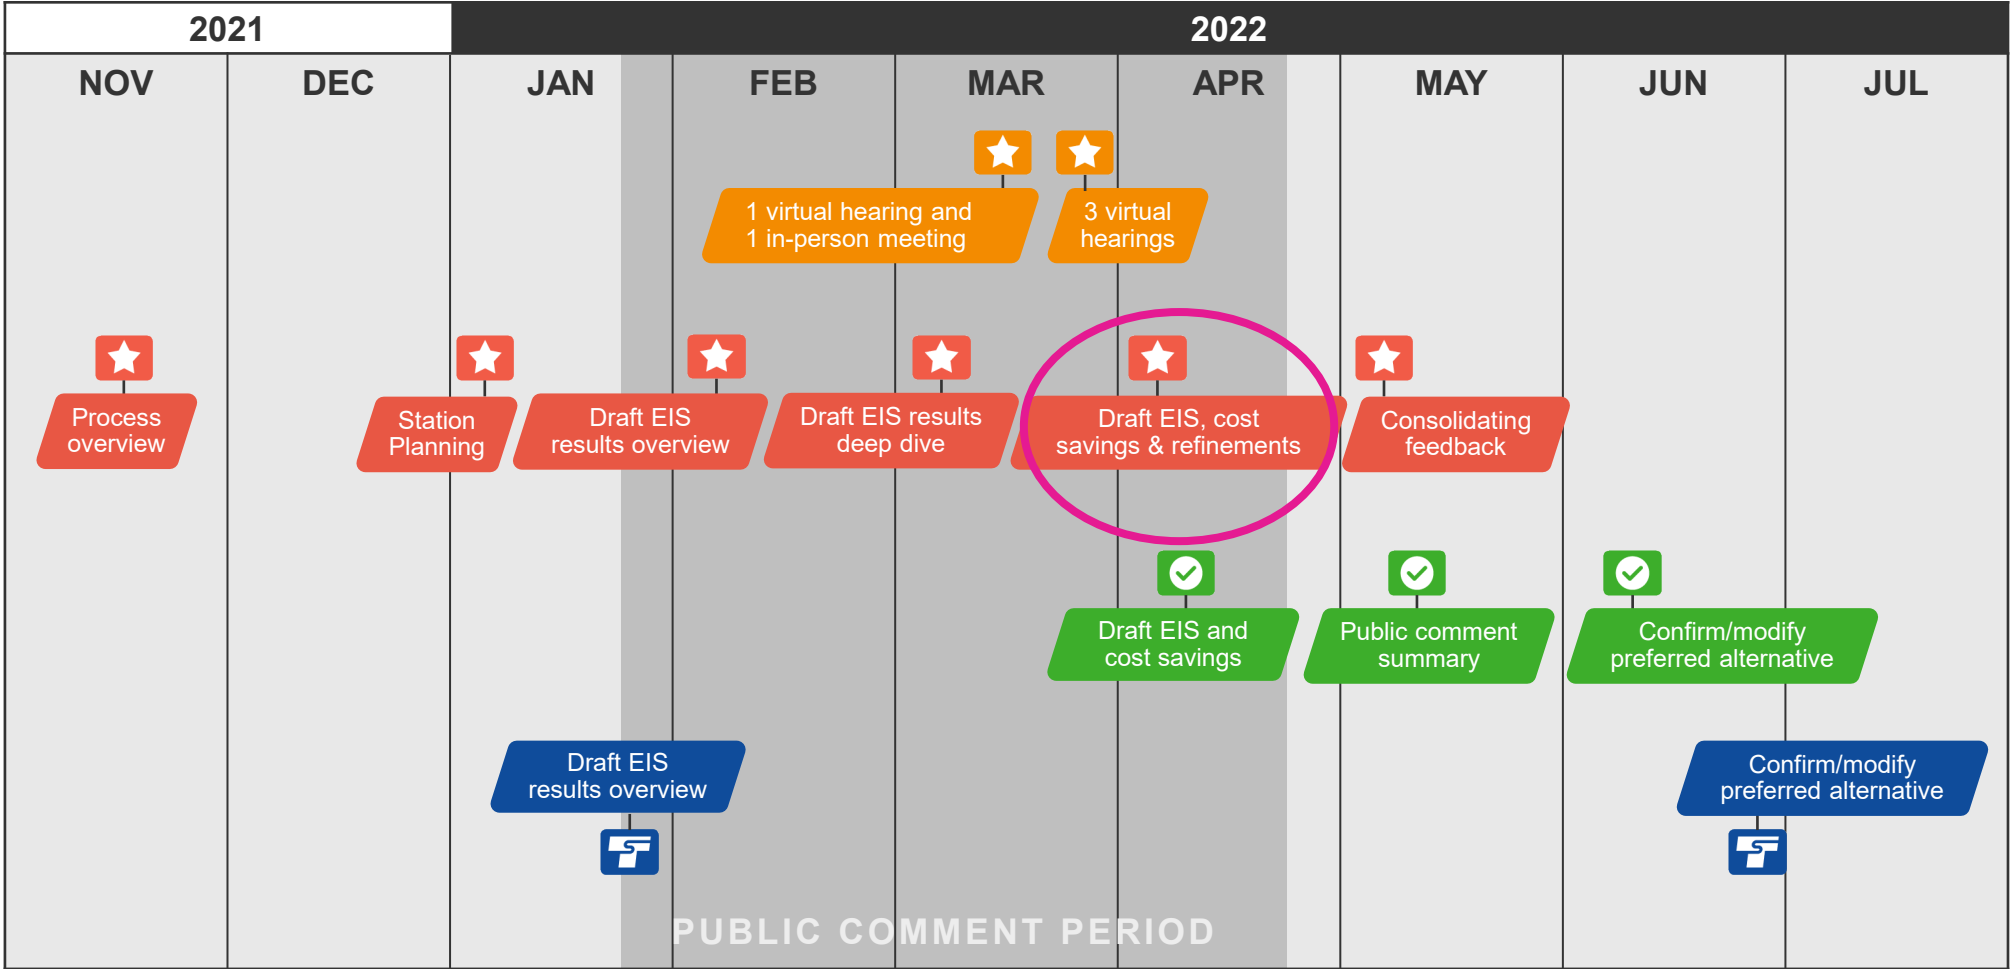 2021
2022
NOV
DEC
JAN
FEB
MAR
APR
MAY
JUN
JUL
1 virtual hearing and
1 in-person meeting
3 virtual
hearings
Process
overview
Station
Planning
Draft EIS
results overview
Draft EIS results
deep dive
Draft EIS, cost
savings & refinements
Consolidating
feedback
Draft EIS and
cost savings
Public comment
summary
Confirm/modify
preferred alternative
Draft EIS
results overview
Confirm/modify
preferred alternative
PUBLIC COMMENT PERIOD